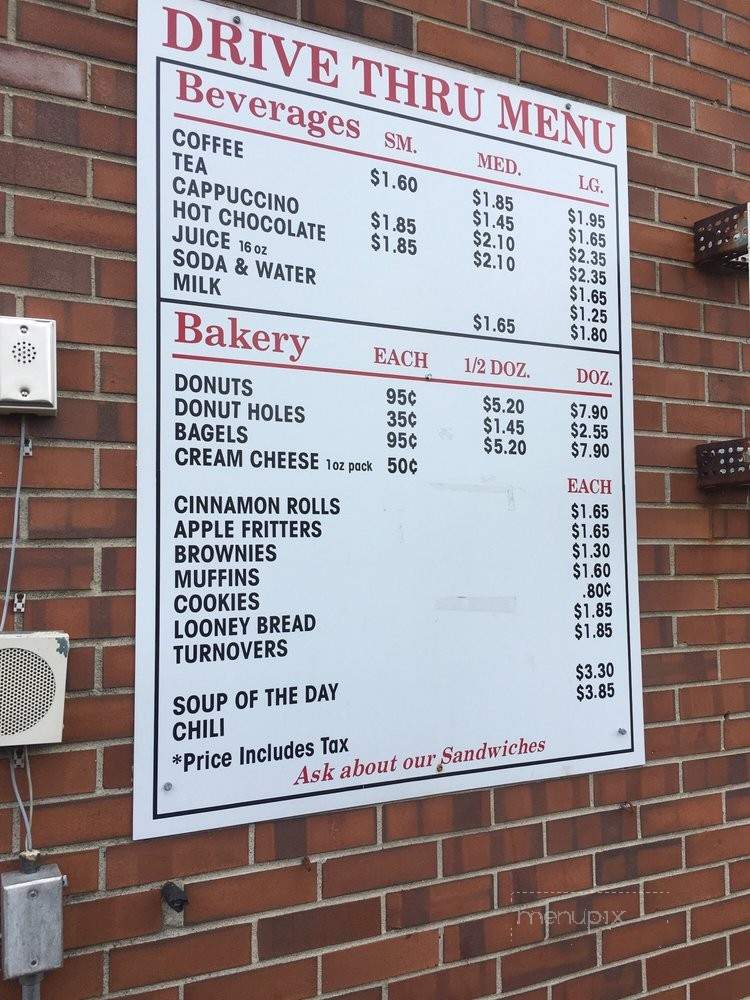 DRIVE THRU MENU
Beverages SM. MED. LG.
COFFEE $1.60 $1.85 $1.95
TEA $1.45 $1.65
CAPPUCCINO $1.85 $2.10 $2.35
HOT CHOCOLATE $1.85 $2.10 $2.35
JUICE 16 oz $1.65
SODA & WATER $1.25
MILK $1.65 $1.80
Bakery EACH 1/2 DOZ. DOZ.
DONUTS 95¢ $5.20 $7.90
DONUT HOLES 35¢ $1.45 $2.55
BAGELS 95¢ $5.20 $7.90
CREAM CHEESE 1 oz pack 50¢
EACH
CINNAMON ROLLS $1.65
APPLE FRITTERS $1.65
BROWNIES $1.30
MUFFINS $1.60
COOKIES .80¢
LOONEY BREAD $1.85
TURNOVERS $1.85
SOUP OF THE DAY $3.30
CHILI $3.85
*Price Includes Tax
Ask about our Sandwiches
menupix